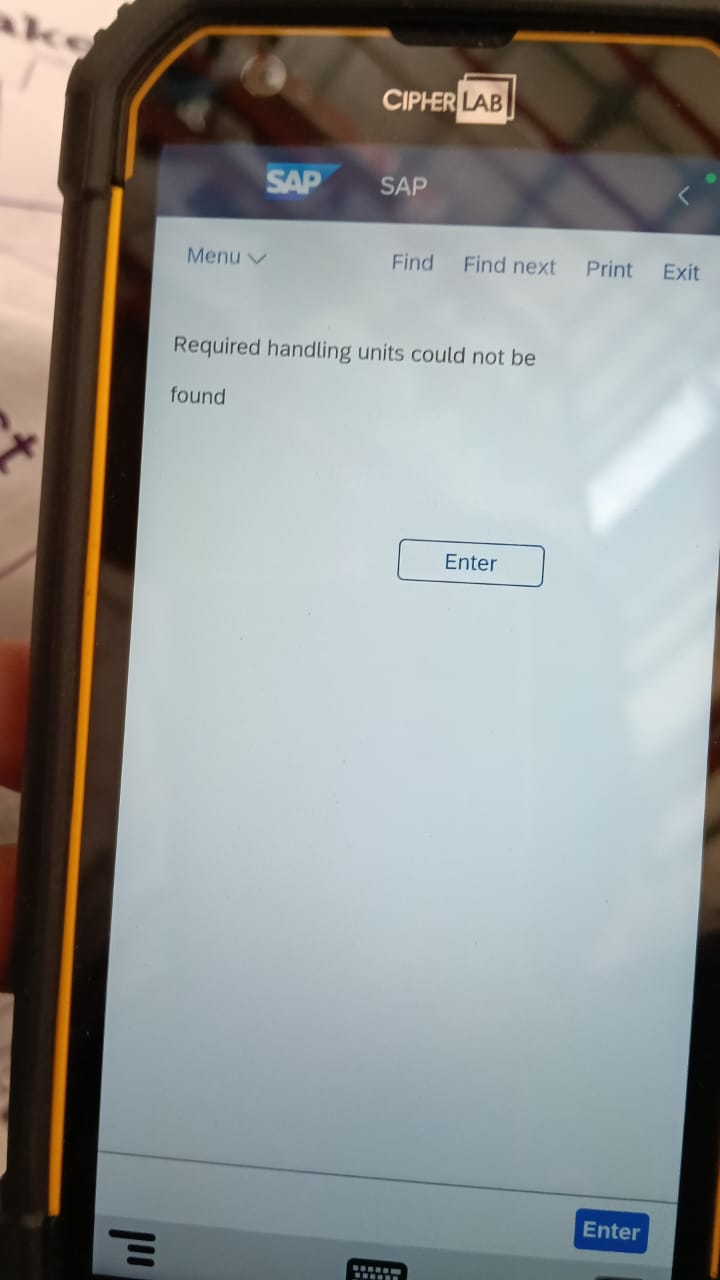 CIPHERLAB
SAP SAP
Menu Find Find next Print Exit
Required handling units could not be
found
Enter
Enter